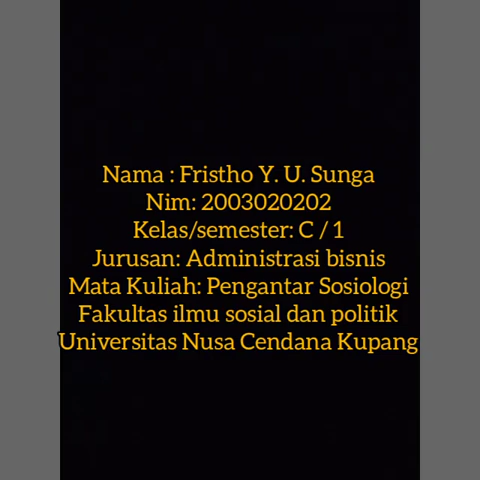 Nama : Fristho Y. U. Sunga
Nim: 2003020202
Kelas/semester: C / 1
Jurusan: Administrasi bisnis
Mata Kuliah: Pengantar Sosiologi
Fakultas ilmu sosial dan politik
Universitas Nusa Cendana Kupang